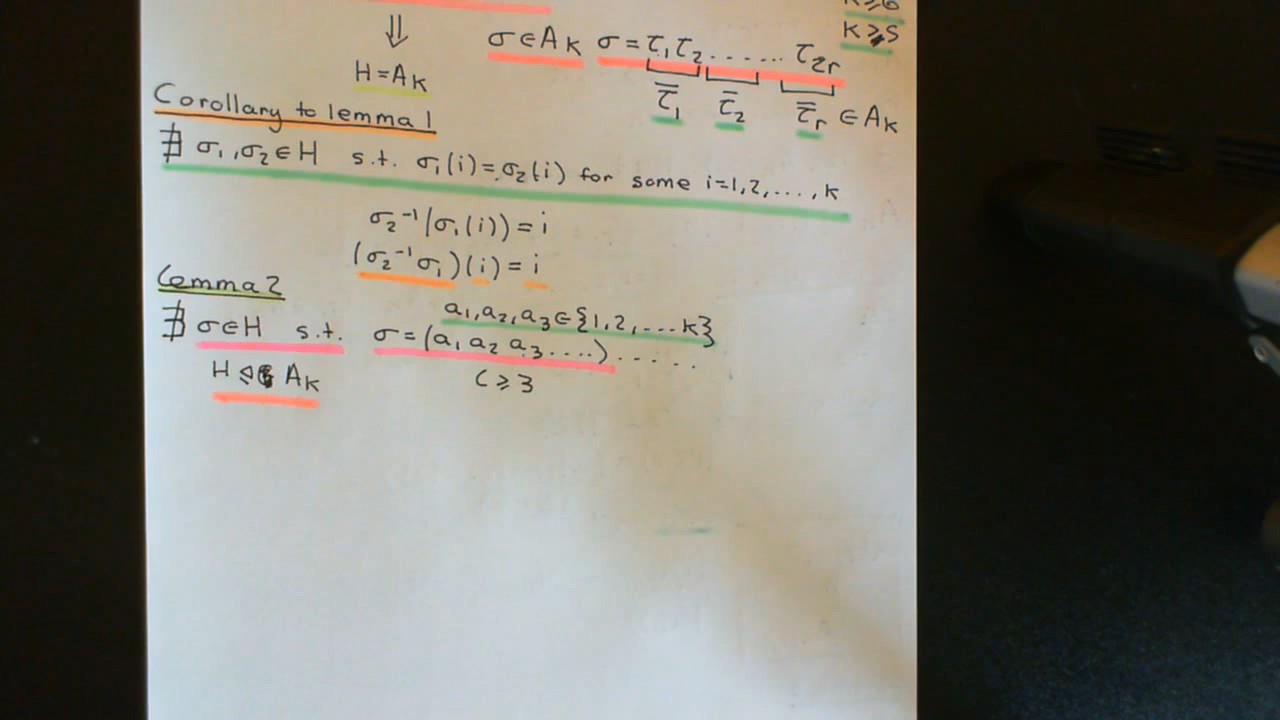 K≥6
K≥5
⇓
σ∈A_K σ=τ₁τ₂...... τ₂ᵣ
H=A_K
τ̄₁ τ̄₂ τ̄ᵣ ∈A_K
Corollary to lemma 1
∄ σ₁,σ₂∈H s.t. σ₁(i)=σ₂(i) for some i=1,2,....,k
σ₂⁻¹(σ₁(i))=i
(σ₂⁻¹σ₁)(i)=i
Lemma 2
a₁,a₂,a₃∈{1,2,...k}
∄ σ∈H s.t. σ=(a₁ a₂ a₃....).....
H ⊲ A_K
C≥3